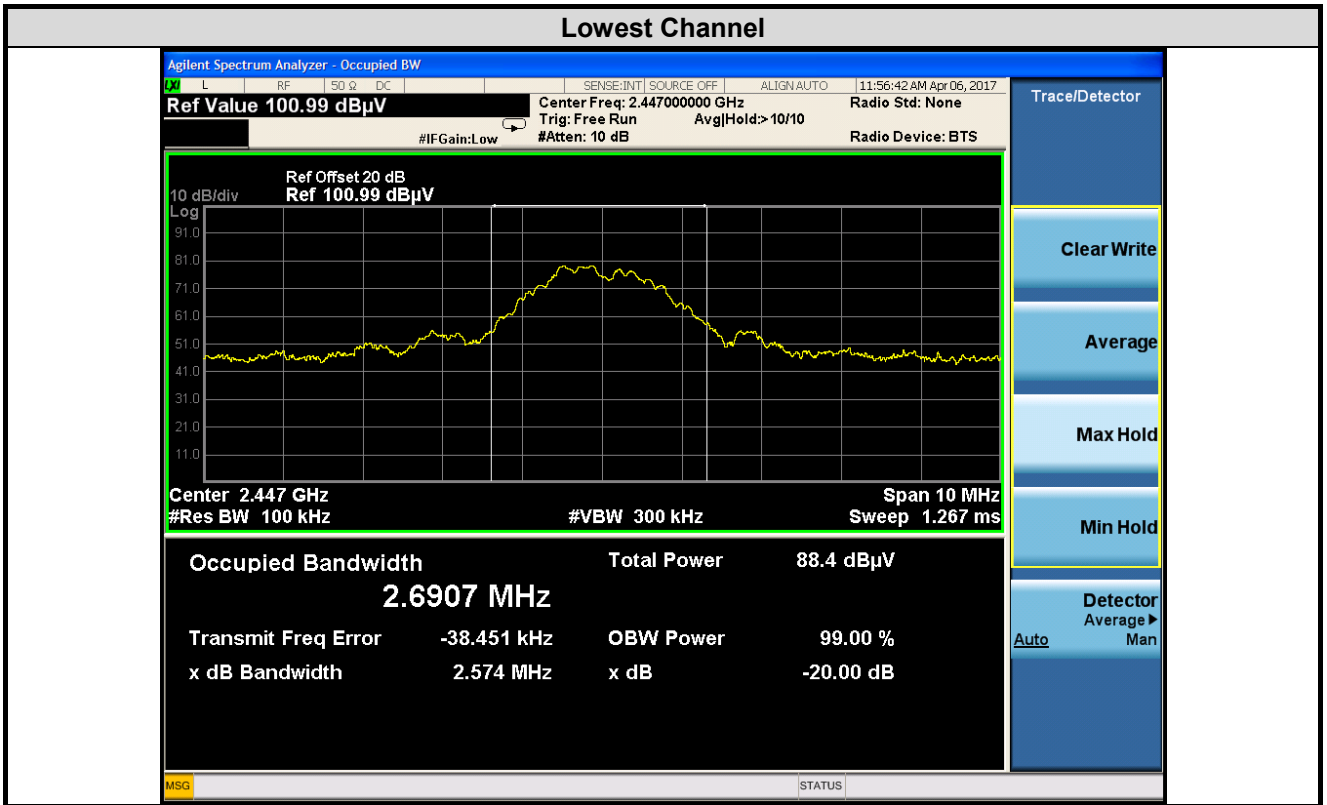 Lowest Channel
Agilent Spectrum Analyzer - Occupied BW
LXI L RF 50 Ω DC SENSE:INT SOURCE OFF ALIGN AUTO 11:56:42 AM Apr 06, 2017
Ref Value 100.99 dBµV
Center Freq: 2.447000000 GHz
Radio Std: None
Trig: Free Run Avg|Hold:>10/10
#IFGain:Low
#Atten: 10 dB
Radio Device: BTS
Ref Offset 20 dB
10 dB/div Ref 100.99 dBµV
Log
91.0
81.0
71.0
61.0
51.0
41.0
31.0
21.0
11.0
Center 2.447 GHz Span 10 MHz
#Res BW 100 kHz #VBW 300 kHz Sweep 1.267 ms
Occupied Bandwidth Total Power 88.4 dBµV
2.6907 MHz
Transmit Freq Error -38.451 kHz OBW Power 99.00 %
x dB Bandwidth 2.574 MHz x dB -20.00 dB
MSG STATUS
Trace/Detector
Clear Write
Average
Max Hold
Min Hold
Detector
Average►
Auto Man